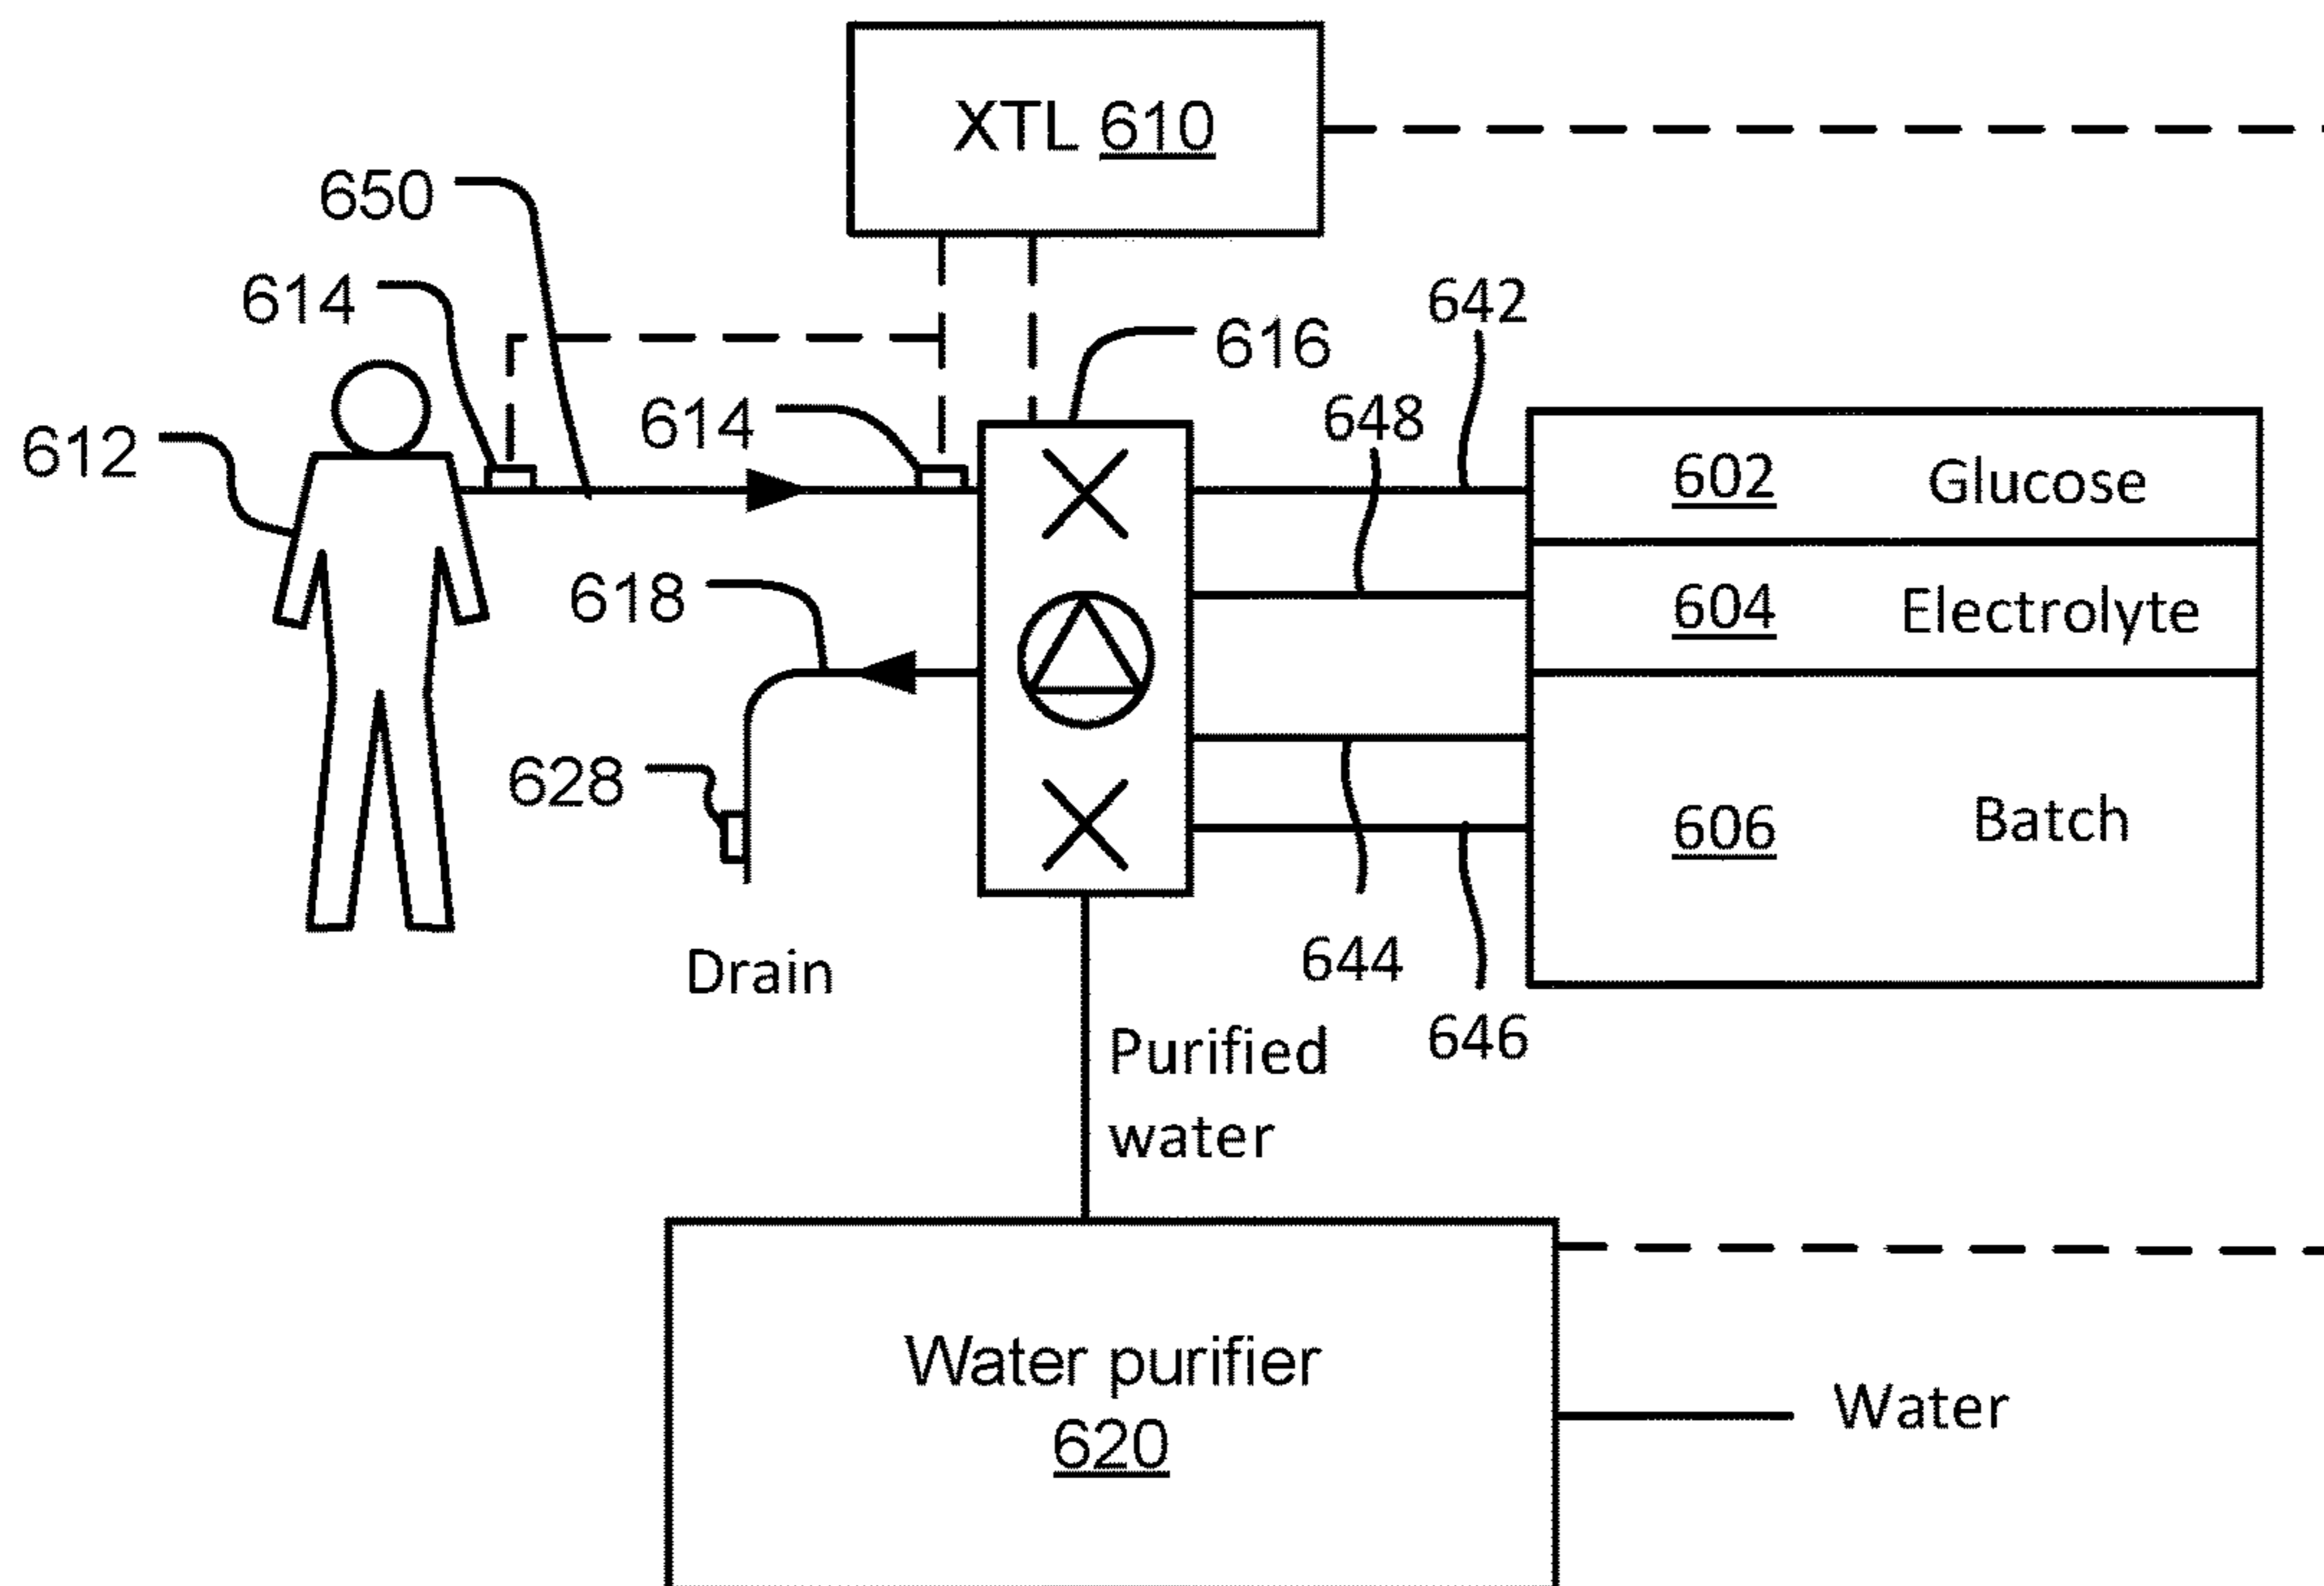 XTL 610
650
614
642
616
614
648
612
602 Glucose
618
604 Electrolyte
628
606 Batch
644
Drain
646
Purified
water
Water purifier
620
Water